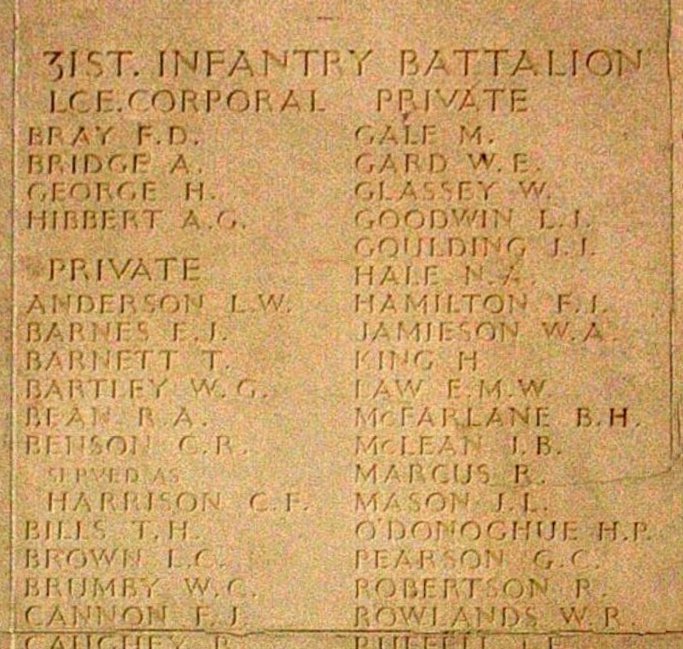 31ST. INFANTRY BATTALION
LCE.CORPORAL
BRAY F.D.
BRIDGE A.
GEORGE H.
HIBBERT A.G.
PRIVATE
ANDERSON L.W.
BARNES F.J.
BARNETT T.
BARTLEY W.G.
BEAN R.A.
BENSON C.R.
SERVED AS
HARRISON C.F.
BILLS T.H.
BROWN L.C.
BRUMBY W.C.
CANNON F.J.
CAUGHEY
PRIVATE
GALE M.
GARD W.E.
GLASSEY W.
GOODWIN L.J.
GOULDING J.J.
HALE N.A.
HAMILTON F.J.
JAMIESON W.A.
KING H
LAW E.M.W.
McFARLANE B.H.
McLEAN J.B.
MARCUS R.
MASON J.L.
O'DONOGHUE H.P.
PEARSON G.C.
ROBERTSON R.
ROWLANDS W.R.